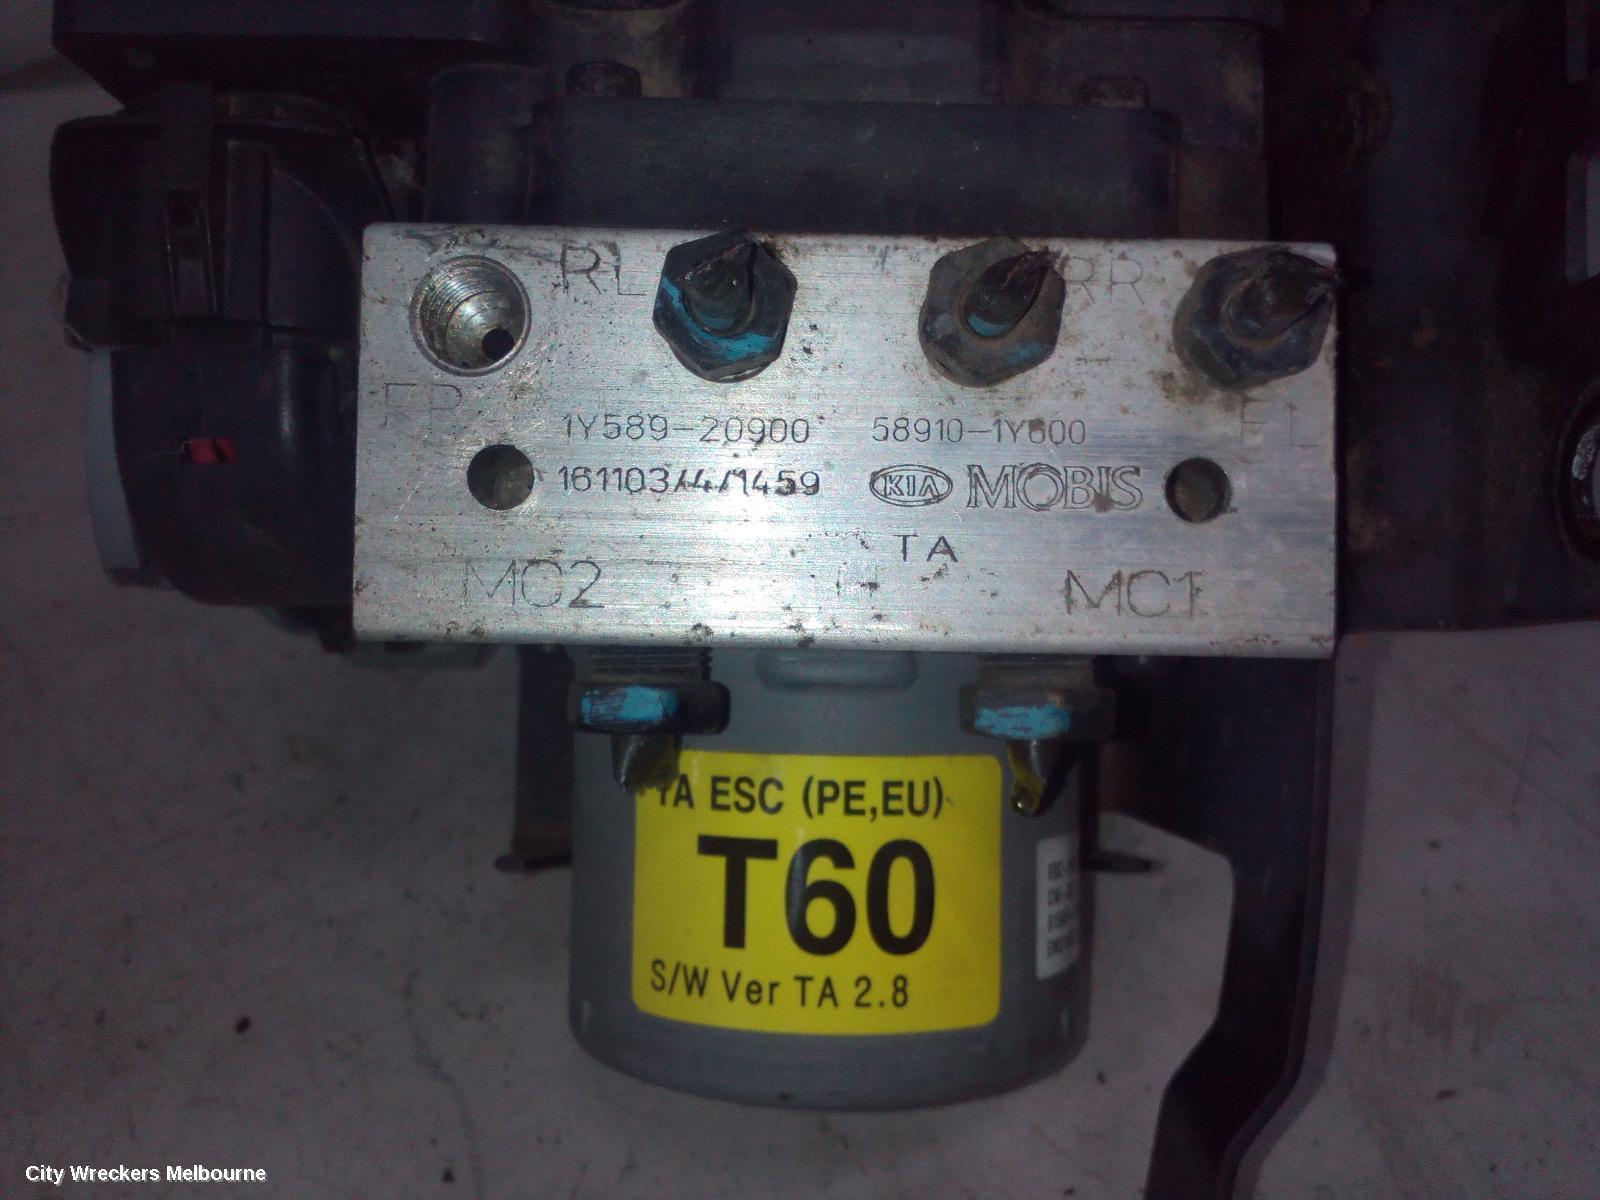 RL RR
FR FL
1Y589-20900 58910-1Y600
161103/4/1459 KIA MOBIS
TA
MC2 MC1
TA ESC (PE,EU)
T60
S/W Ver TA 2.8
City Wreckers Melbourne